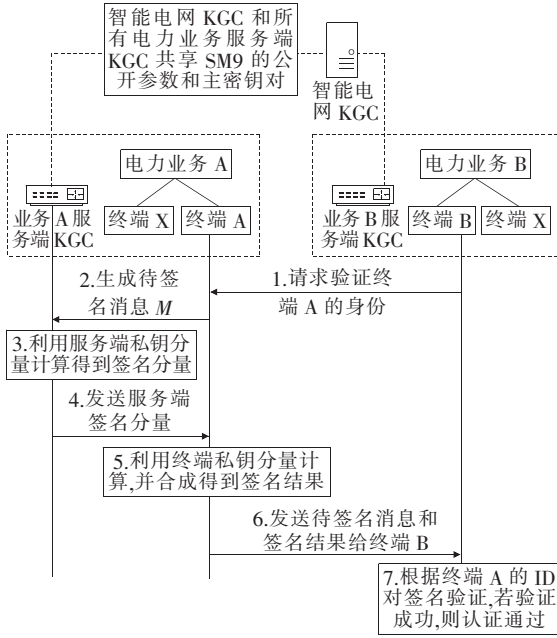 智能电网 KGC 和所
有电力业务服务端
KGC 共享 SM9 的公
开参数和主密钥对
智能电
网 KGC
电力业务 A
电力业务 B
业务 A 服
务端 KGC
终端 X
终端 A
业务 B 服
务端 KGC
终端 B
终端 X
1.请求验证终
端 A 的身份
2.生成待签
名消息 M
3.利用服务端私钥分
量计算得到签名分量
4.发送服务端
签名分量
5.利用终端私钥分量计
算,并合成得到签名结果
6.发送待签名消息和
签名结果给终端 B
7.根据终端 A 的 ID
对签名验证,若验证
成功,则认证通过